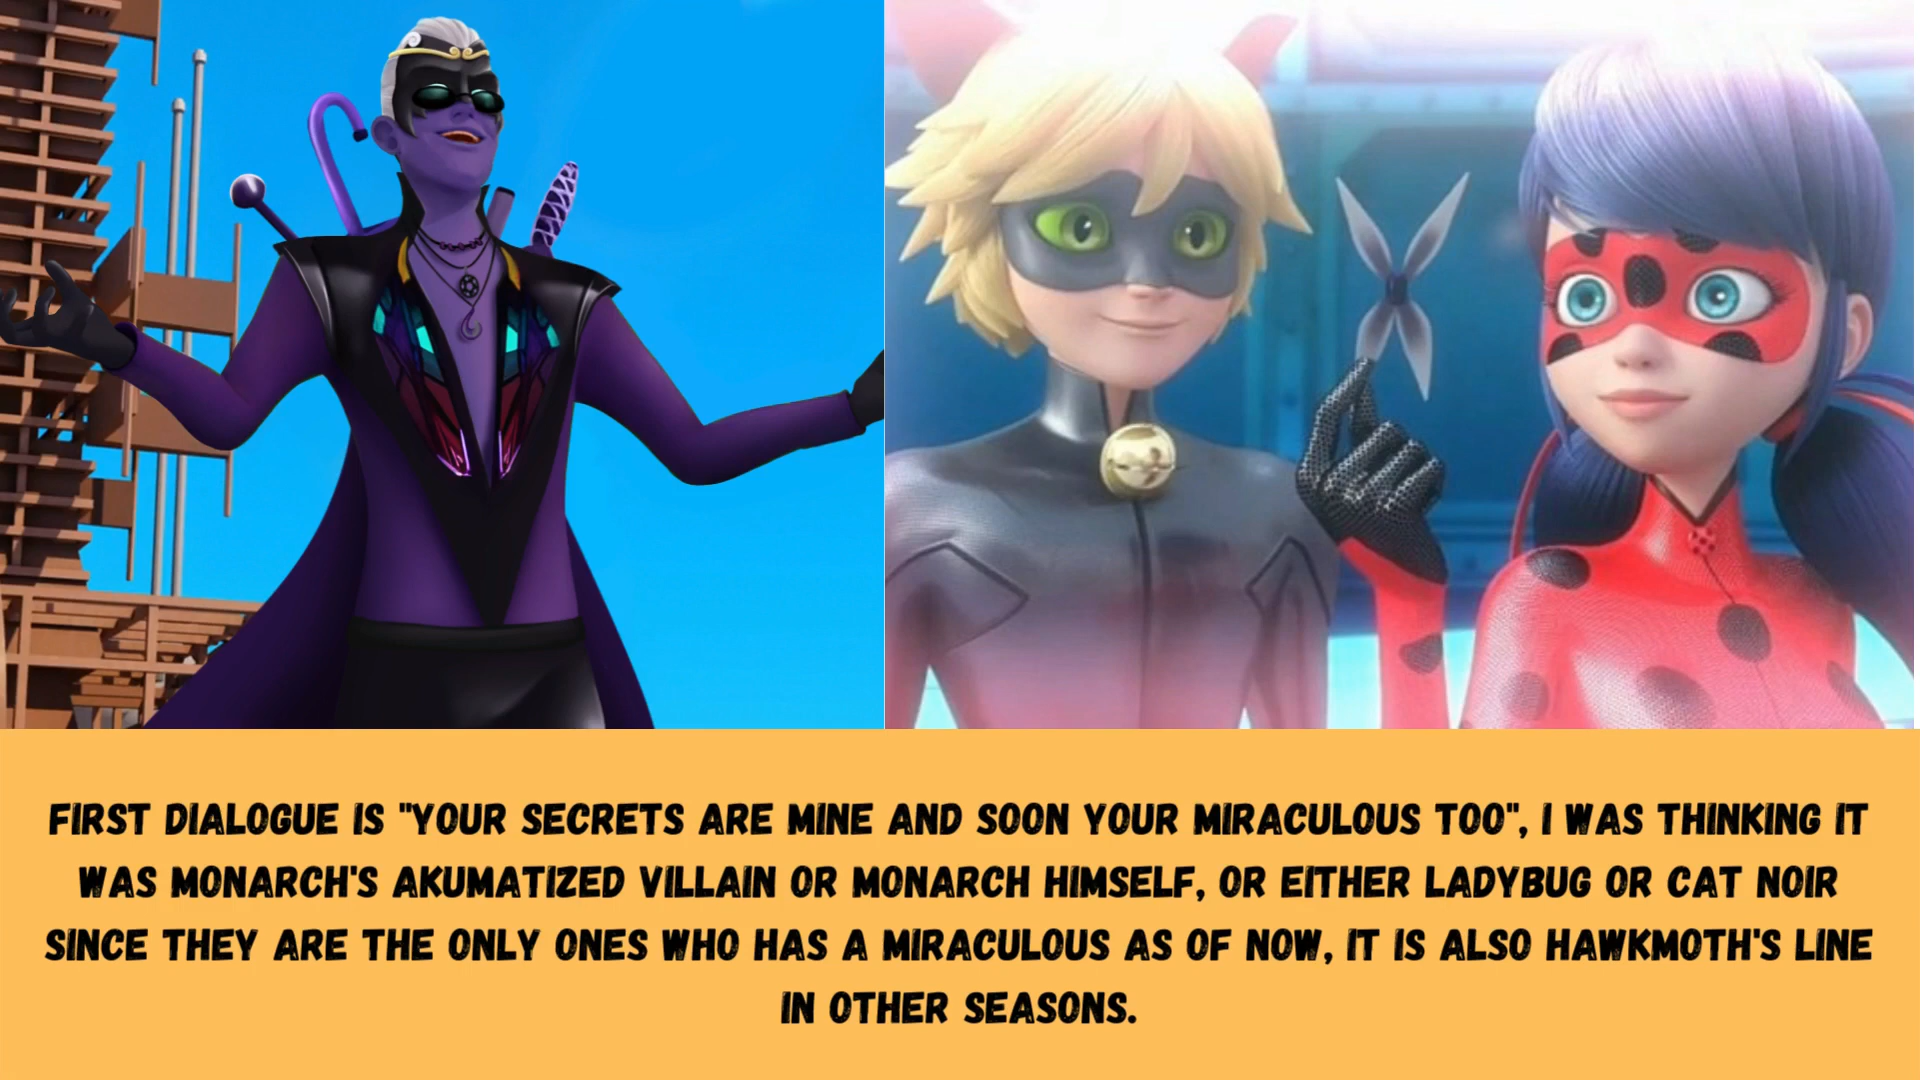 FIRST DIALOGUE IS "YOUR SECRETS ARE MINE AND SOON YOUR MIRACULOUS TOO", I WAS THINKING IT
WAS MONARCH'S AKUMATIZED VILLAIN OR MONARCH HIMSELF, OR EITHER LADYBUG OR CAT NOIR
SINCE THEY ARE THE ONLY ONES WHO HAS A MIRACULOUS AS OF NOW, IT IS ALSO HAWKMOTH'S LINE
IN OTHER SEASONS.